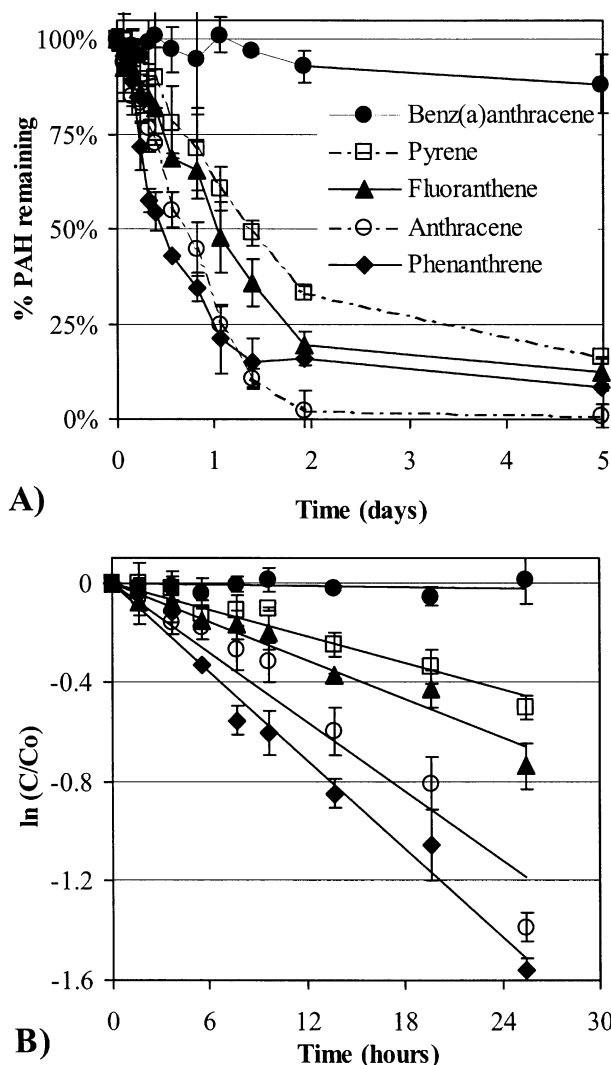 100%
75%
50%
25%
0%
% PAH remaining
Benz(a)anthracene
Pyrene
Fluoranthene
Anthracene
Phenanthrene
0 1 2 3 4 5
Time (days)
A)
0
-0.4
-0.8
-1.2
-1.6
ln (C/Co)
0 6 12 18 24 30
Time (hours)
B)